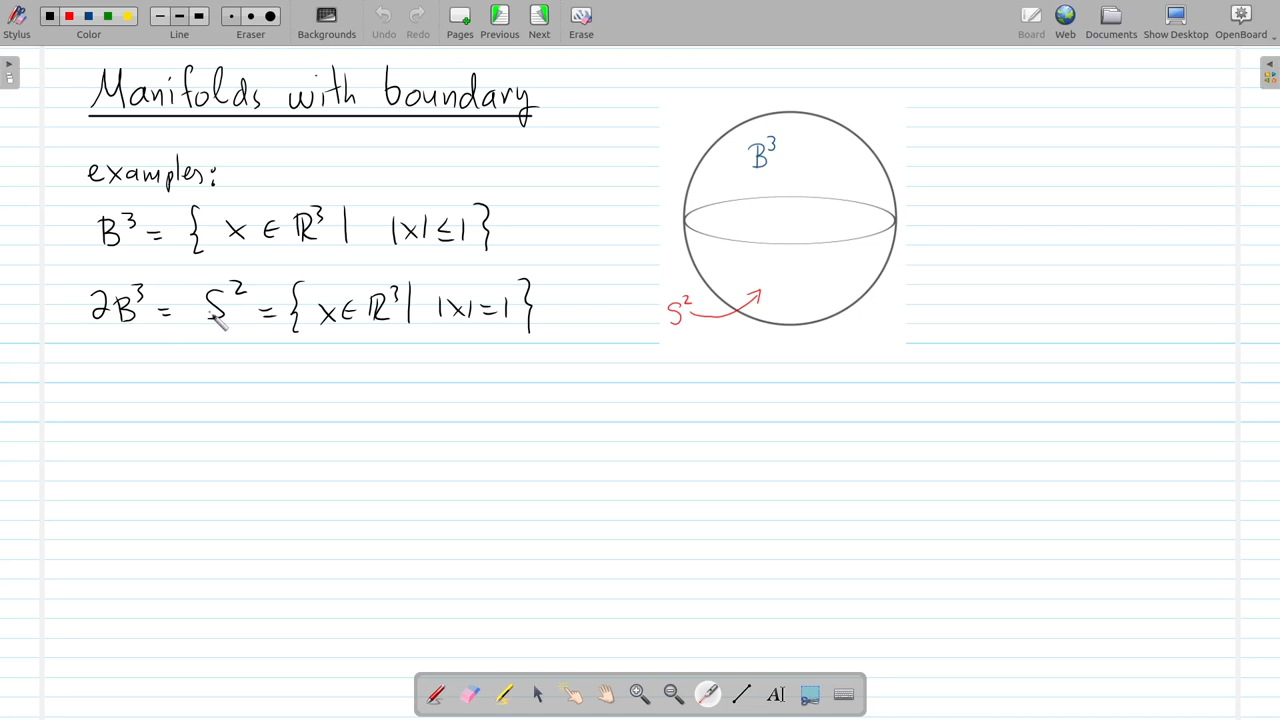 Stylus Color Line Eraser Backgrounds Undo Redo Pages Previous Next Erase Board Web Documents Show Desktop OpenBoard
Manifolds with boundary
examples:
B³ = { x ∈ ℝ³ | |x| ≤ 1 }
∂B³ = S² = { x ∈ ℝ³ | |x| = 1 }
B³
S²